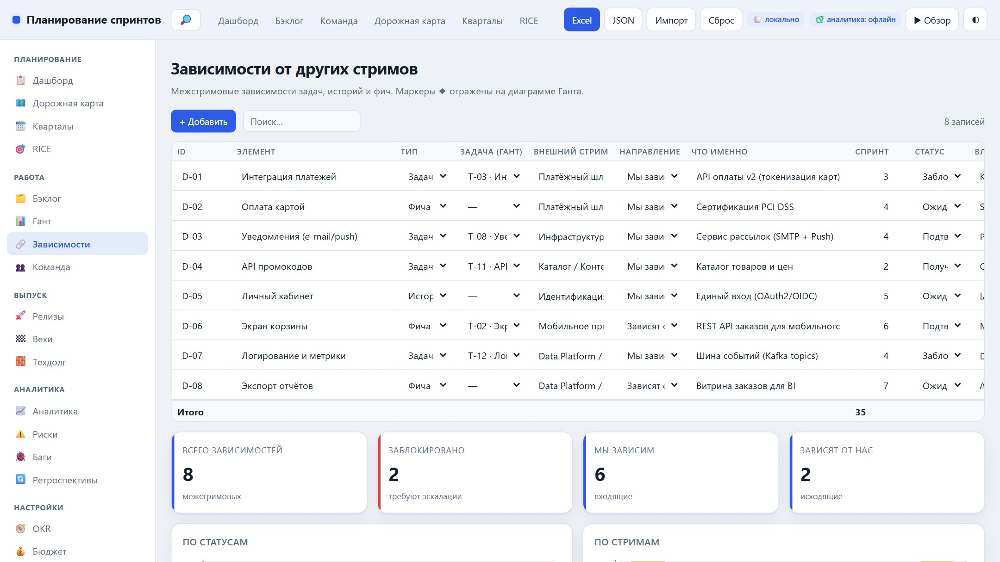 Планирование спринтов
Дашборд
Бэклог
Команда
Дорожная карта
Кварталы
RICE
Excel
JSON
Импорт
Сброс
локально
аналитика: офлайн
▶ Обзор
ПЛАНИРОВАНИЕ
Дашборд
Дорожная карта
Кварталы
RICE
РАБОТА
Бэклог
Гант
Зависимости
Команда
ВЫПУСК
Релизы
Вехи
Техдолг
АНАЛИТИКА
Аналитика
Риски
Баги
Ретроспективы
НАСТРОЙКИ
OKR
Бюджет
Зависимости от других стримов
Межстримовые зависимости задач, историй и фич. Маркеры ◆ отражены на диаграмме Ганта.
+ Добавить
Поиск...
8 записей
ID ЭЛЕМЕНТ ТИП ЗАДАЧА (ГАНТ) ВНЕШНИЙ СТРИМ НАПРАВЛЕНИЕ ЧТО ИМЕННО СПРИНТ СТАТУС ВЛ
D-01 Интеграция платежей Задач T-03 · Инт Платёжный шл Мы зави API оплаты v2 (токенизация карт) 3 Забло
D-02 Оплата картой Фича — Платёжный шл Мы зави Сертификация PCI DSS 4 Ожид
D-03 Уведомления (e-mail/push) Задач T-08 · Уве Инфраструктур Мы зави Сервис рассылок (SMTP + Push) 4 Подтв
D-04 API промокодов Задач T-11 · API Каталог / Конте Мы зави Каталог товаров и цен 2 Получ
D-05 Личный кабинет Истор — Идентификаци Мы зави Единый вход (OAuth2/OIDC) 5 Ожид
D-06 Экран корзины Фича T-02 · Экр Мобильное пр Зависят REST API заказов для мобильного 6 Подтв
D-07 Логирование и метрики Задач T-12 · Лог Data Platform / Мы зави Шина событий (Kafka topics) 4 Забло
D-08 Экспорт отчётов Фича — Data Platform / Зависят Витрина заказов для BI 7 Ожид
Итого 35
ВСЕГО ЗАВИСИМОСТЕЙ
8
межстримовых
ЗАБЛОКИРОВАНО
2
требуют эскалации
МЫ ЗАВИСИМ
6
входящие
ЗАВИСЯТ ОТ НАС
2
исходящие
ПО СТАТУСАМ
5
ПО СТРИМАМ
2